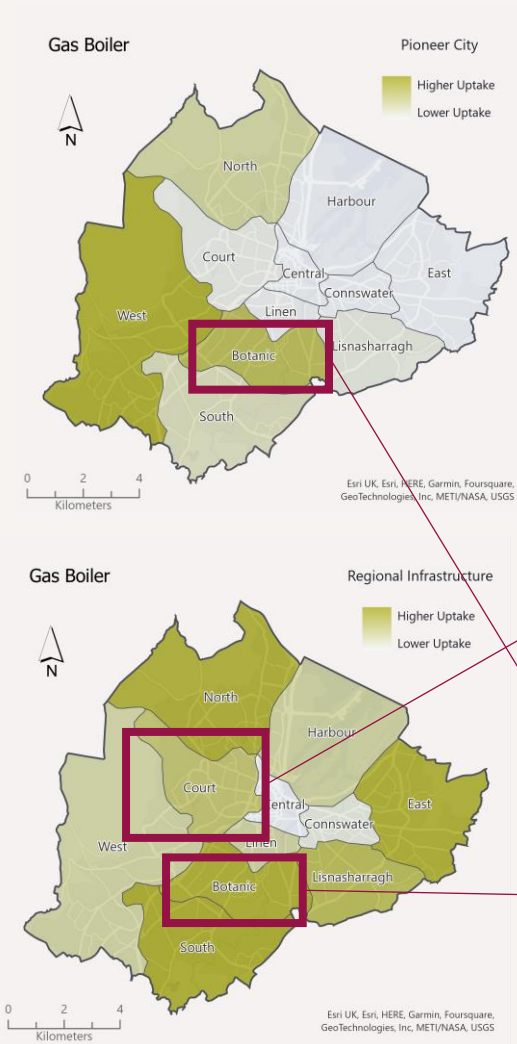 Gas Boiler
Pioneer City
Higher Uptake
Lower Uptake
N
North
Harbour
Court
Central
East
Connswater
West
Linen
Botanic
Lisnasharragh
South
0 2 4
Kilometers
Esri UK, Esri, HERE, Garmin, Foursquare,
GeoTechnologies, Inc, METI/NASA, USGS
Gas Boiler
Regional Infrastructure
Higher Uptake
Lower Uptake
N
North
Harbour
Court
Central
East
Connswater
West
Linen
Lisnasharragh
Botanic
South
0 2 4
Kilometers
Esri UK, Esri, HERE, Garmin, Foursquare,
GeoTechnologies, Inc, METI/NASA, USGS